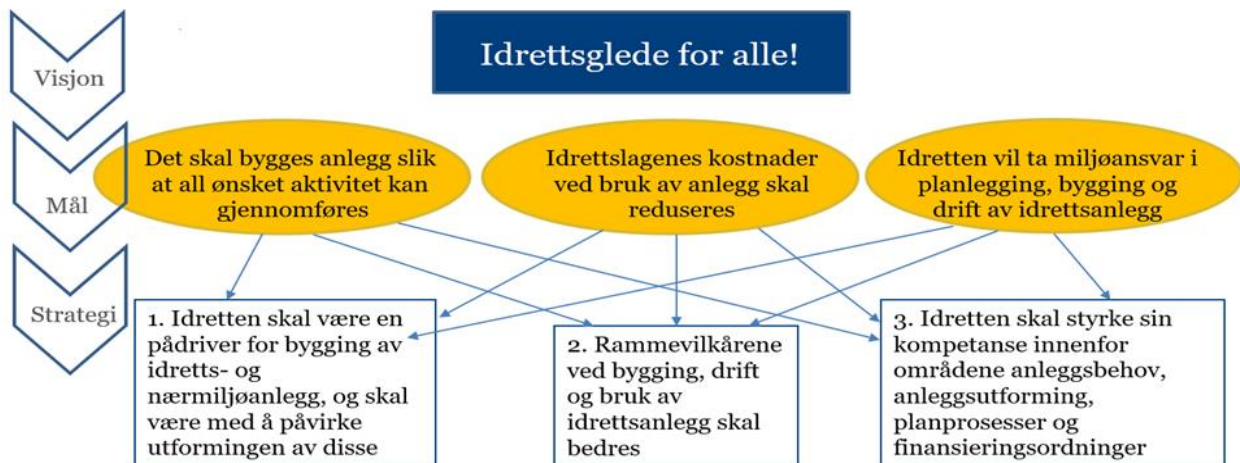 Visjon
Idrettsglede for alle!
Mål
Det skal bygges anlegg slik
at all ønsket aktivitet kan
gjennomføres
Idrettslagenes kostnader
ved bruk av anlegg skal
reduseres
Idretten vil ta miljøansvar i
planlegging, bygging og
drift av idrettsanlegg
Strategi
1. Idretten skal være en
pådriver for bygging av
idretts- og
nærmiljøanlegg, og skal
være med å påvirke
utformingen av disse
2. Rammevilkårene
ved bygging, drift
og bruk av
idrettsanlegg skal
bedres
3. Idretten skal styrke sin
kompetanse innenfor
områdene anleggsbehov,
anleggsutforming,
planprosesser og
finansieringsordninger